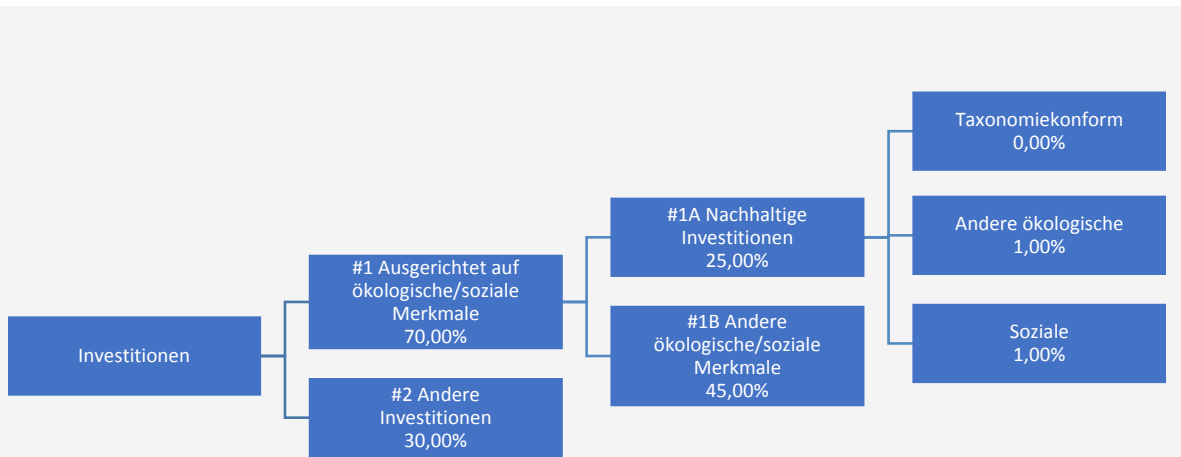 Investitionen
#1 Ausgerichtet auf
ökologische/soziale
Merkmale
70,00%
#2 Andere
Investitionen
30,00%
#1A Nachhaltige
Investitionen
25,00%
#1B Andere
ökologische/soziale
Merkmale
45,00%
Taxonomiekonform
0,00%
Andere ökologische
1,00%
Soziale
1,00%